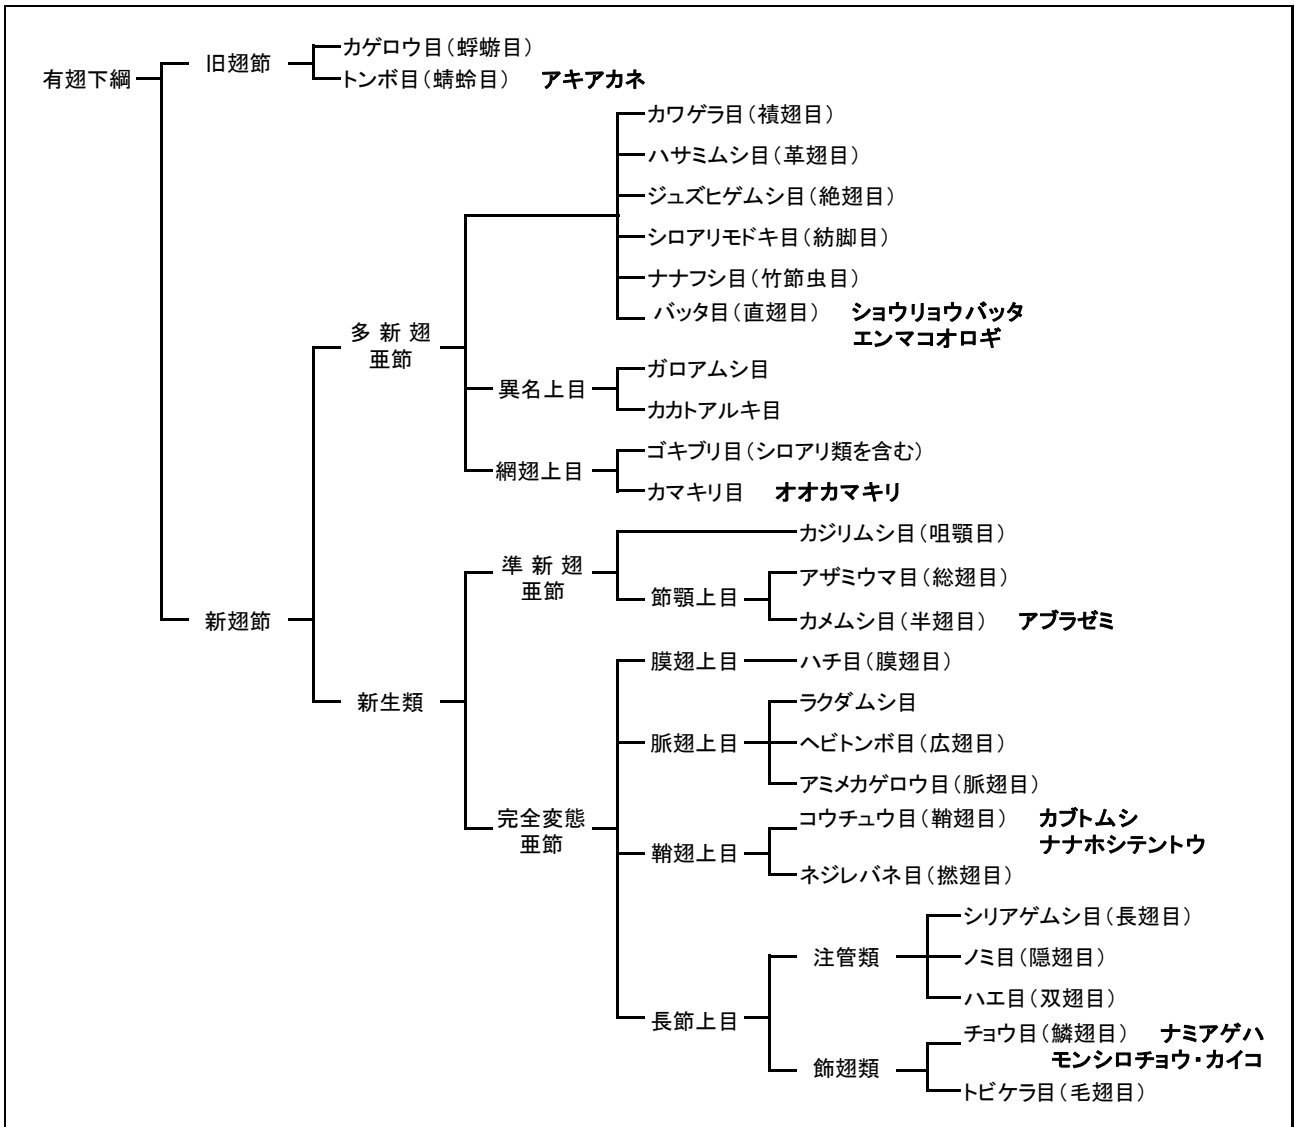 カゲロウ目(蜉蝣目)
有翅下綱
旧翅節
トンボ目(蜻蛉目) アキアカネ
カワゲラ目(襀翅目)
ハサミムシ目(革翅目)
ジュズヒゲムシ目(絶翅目)
シロアリモドキ目(紡脚目)
ナナフシ目(竹節虫目)
バッタ目(直翅目) ショウリョウバッタ
エンマコオロギ
多新翅
亜節
ガロアムシ目
異名上目
カカトアルキ目
ゴキブリ目(シロアリ類を含む)
網翅上目
カマキリ目 オオカマキリ
カジリムシ目(咀顎目)
準新翅
亜節
アザミウマ目(総翅目)
節顎上目
新翅節
カメムシ目(半翅目) アブラゼミ
膜翅上目
ハチ目(膜翅目)
新生類
ラクダムシ目
脈翅上目
ヘビトンボ目(広翅目)
アミメカゲロウ目(脈翅目)
完全変態
亜節
コウチュウ目(鞘翅目) カブトムシ
ナナホシテントウ
鞘翅上目
ネジレバネ目(撚翅目)
シリアゲムシ目(長翅目)
注管類
ノミ目(隠翅目)
ハエ目(双翅目)
長節上目
チョウ目(鱗翅目) ナミアゲハ
モンシロチョウ・カイコ
飾翅類
トビケラ目(毛翅目)